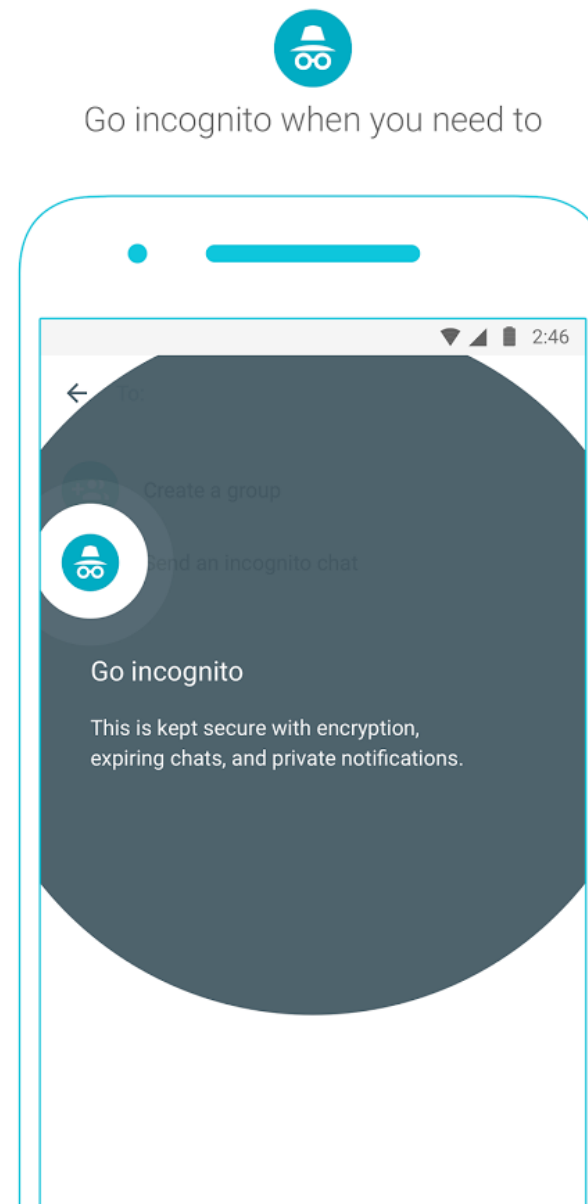 Go incognito when you need to
2:46
To:
Create a group
Send an incognito chat
Go incognito
This is kept secure with encryption,
expiring chats, and private notifications.